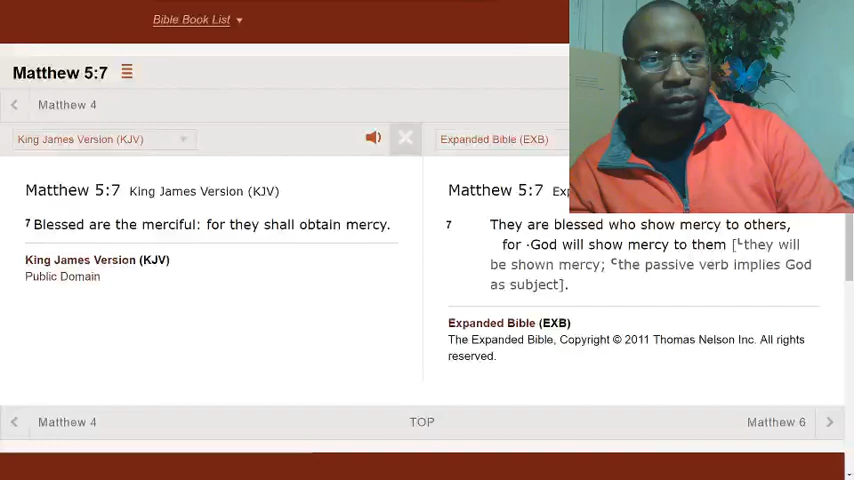 Bible Book List
Matthew 5:7
Matthew 4
King James Version (KJV)
Expanded Bible (EXB)
Matthew 5:7 King James Version (KJV)
7 Blessed are the merciful: for they shall obtain mercy.
King James Version (KJV)
Public Domain
Matthew 5:7
7 They are blessed who show mercy to others,
for ·God will show mercy to them [Lthey will
be shown mercy; Cthe passive verb implies God
as subject].
Expanded Bible (EXB)
The Expanded Bible, Copyright © 2011 Thomas Nelson Inc. All rights
reserved.
Matthew 4
TOP
Matthew 6